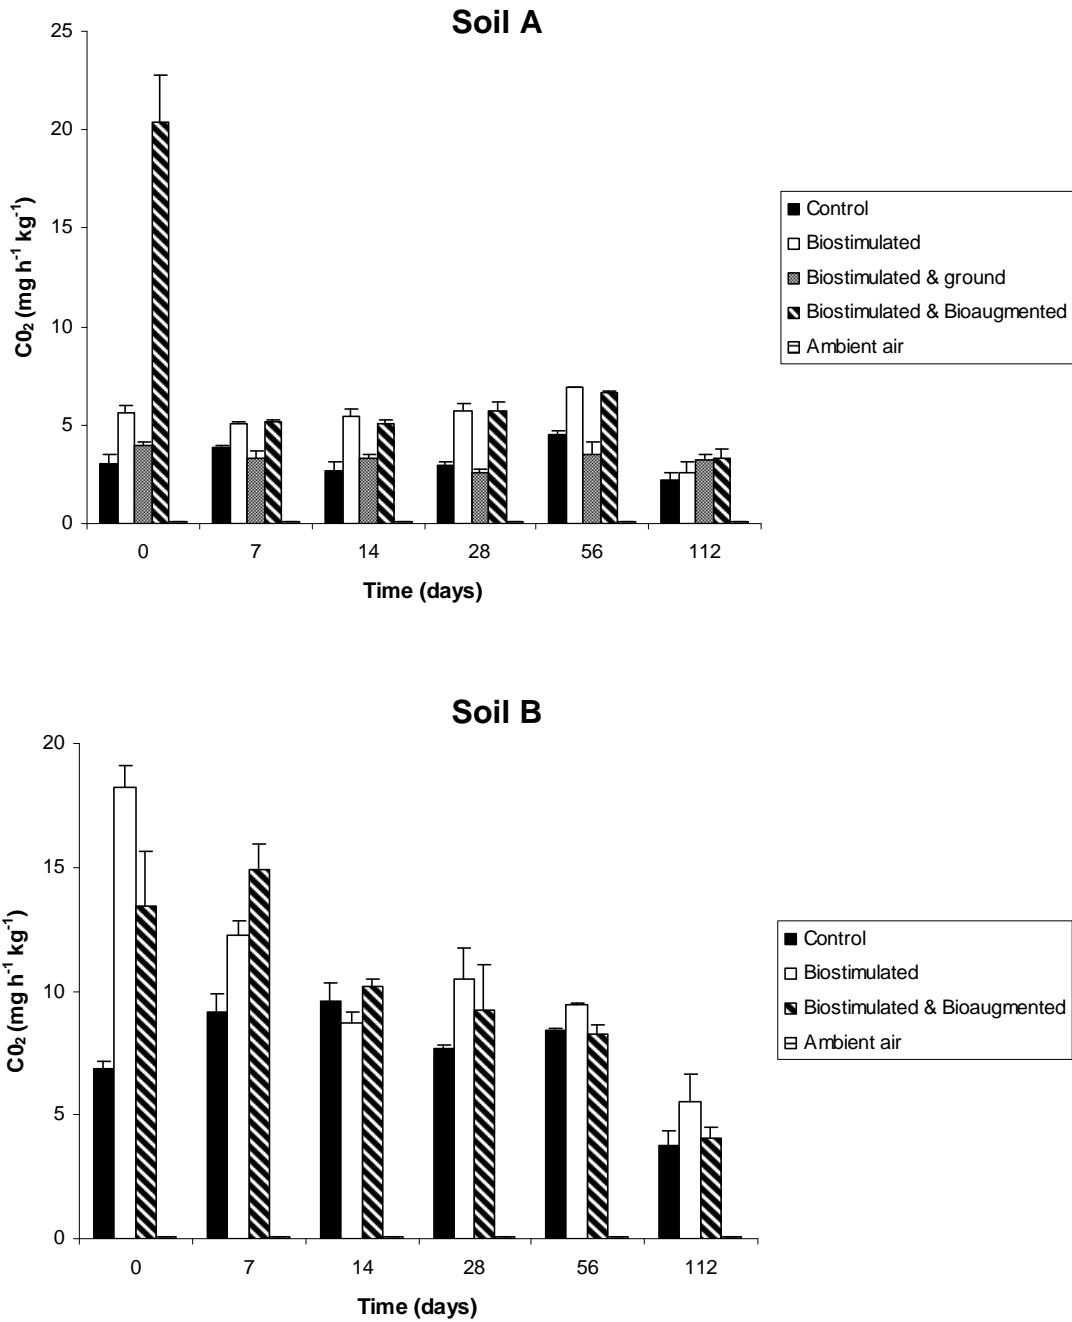 Soil A
25
20
15
10
5
0
C0₂ (mg h⁻¹ kg⁻¹)
0 7 14 28 56 112
Time (days)
Control
Biostimulated
Biostimulated & ground
Biostimulated & Bioaugmented
Ambient air
Soil B
20
15
10
5
0
C0₂ (mg h⁻¹ kg⁻¹)
0 7 14 28 56 112
Time (days)
Control
Biostimulated
Biostimulated & Bioaugmented
Ambient air